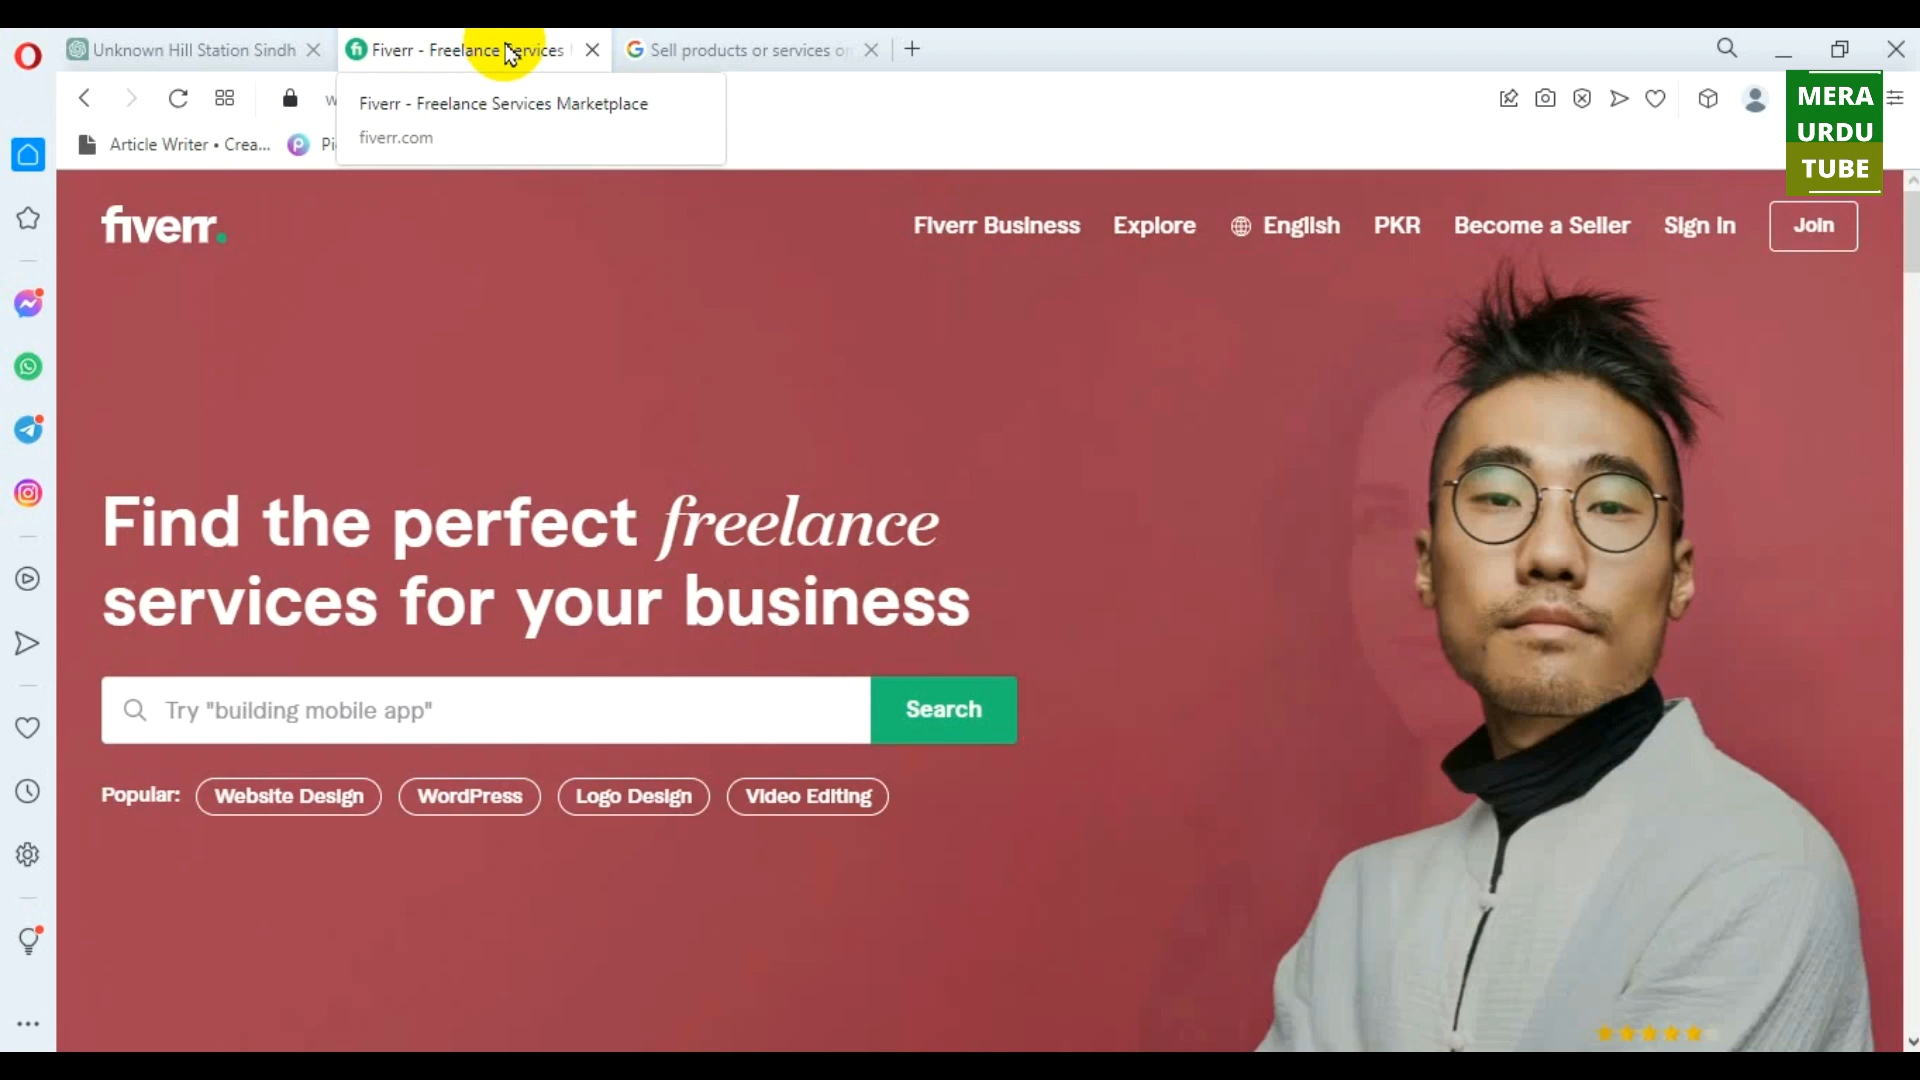 Unknown Hill Station Sindh
Fiverr - Freelance Services
Sell products or services on
Fiverr - Freelance Services Marketplace
fiverr.com
Article Writer • Crea...
MERA
URDU
TUBE
fiverr.
Fiverr Business
Explore
English
PKR
Become a Seller
Sign in
Join
Find the perfect freelance
services for your business
Try "building mobile app"
Search
Popular:
Website Design
WordPress
Logo Design
Video Editing